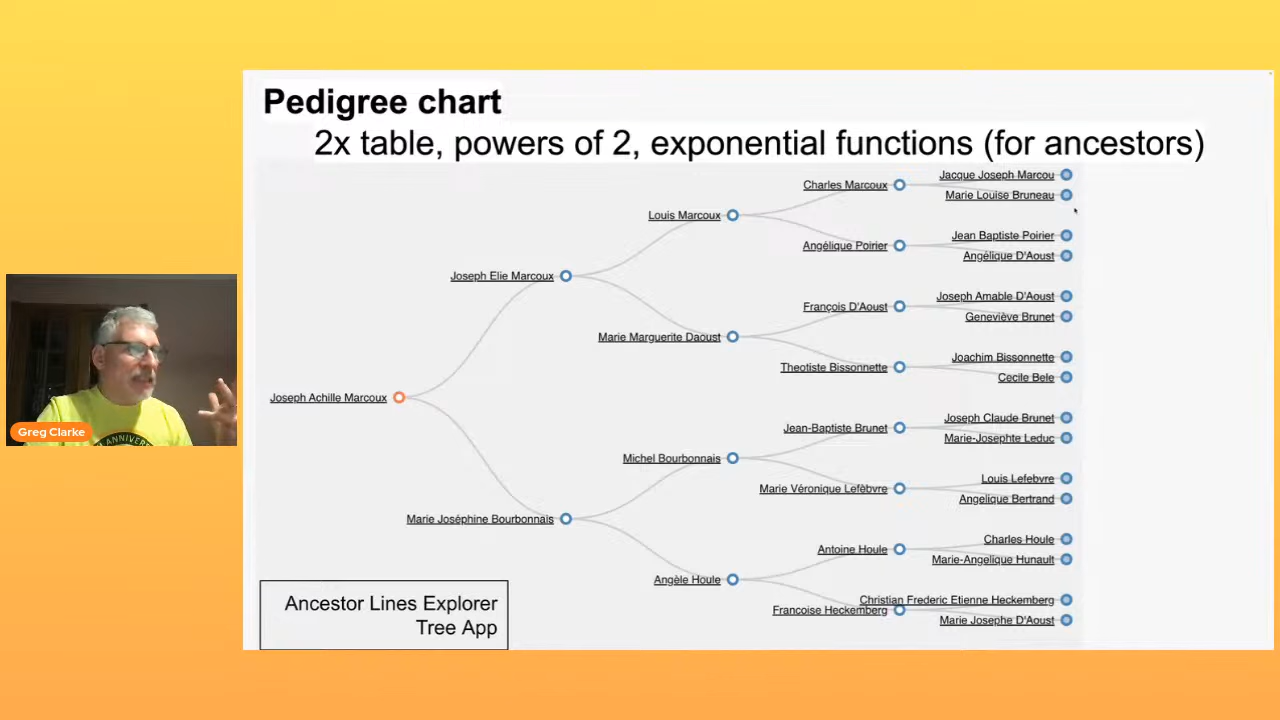 Pedigree chart
2x table, powers of 2, exponential functions (for ancestors)
Jacque Joseph Marcou
Charles Marcoux
Marie Louise Bruneau
Louis Marcoux
Jean Baptiste Poirier
Angélique Poirier
Angélique D'Aoust
Joseph Elie Marcoux
Joseph Amable D'Aoust
François D'Aoust
Geneviève Brunet
Marie Marguerite Daoust
Joachim Bissonnette
Theotiste Bissonnette
Cecile Bele
Joseph Achille Marcoux
Joseph Claude Brunet
Jean-Baptiste Brunet
Marie-Josephte Leduc
Greg Clarke
ANNIVER
Michel Bourbonnais
Louis Lefebvre
Marie Véronique Lefèbvre
Angelique Bertrand
Marie Joséphine Bourbonnais
Charles Houle
Antoine Houle
Marie-Angelique Hunault
Angèle Houle
Christian Frederic Etienne Heckemberg
Francoise Heckemberg
Marie Josephe D'Aoust
Ancestor Lines Explorer
Tree App